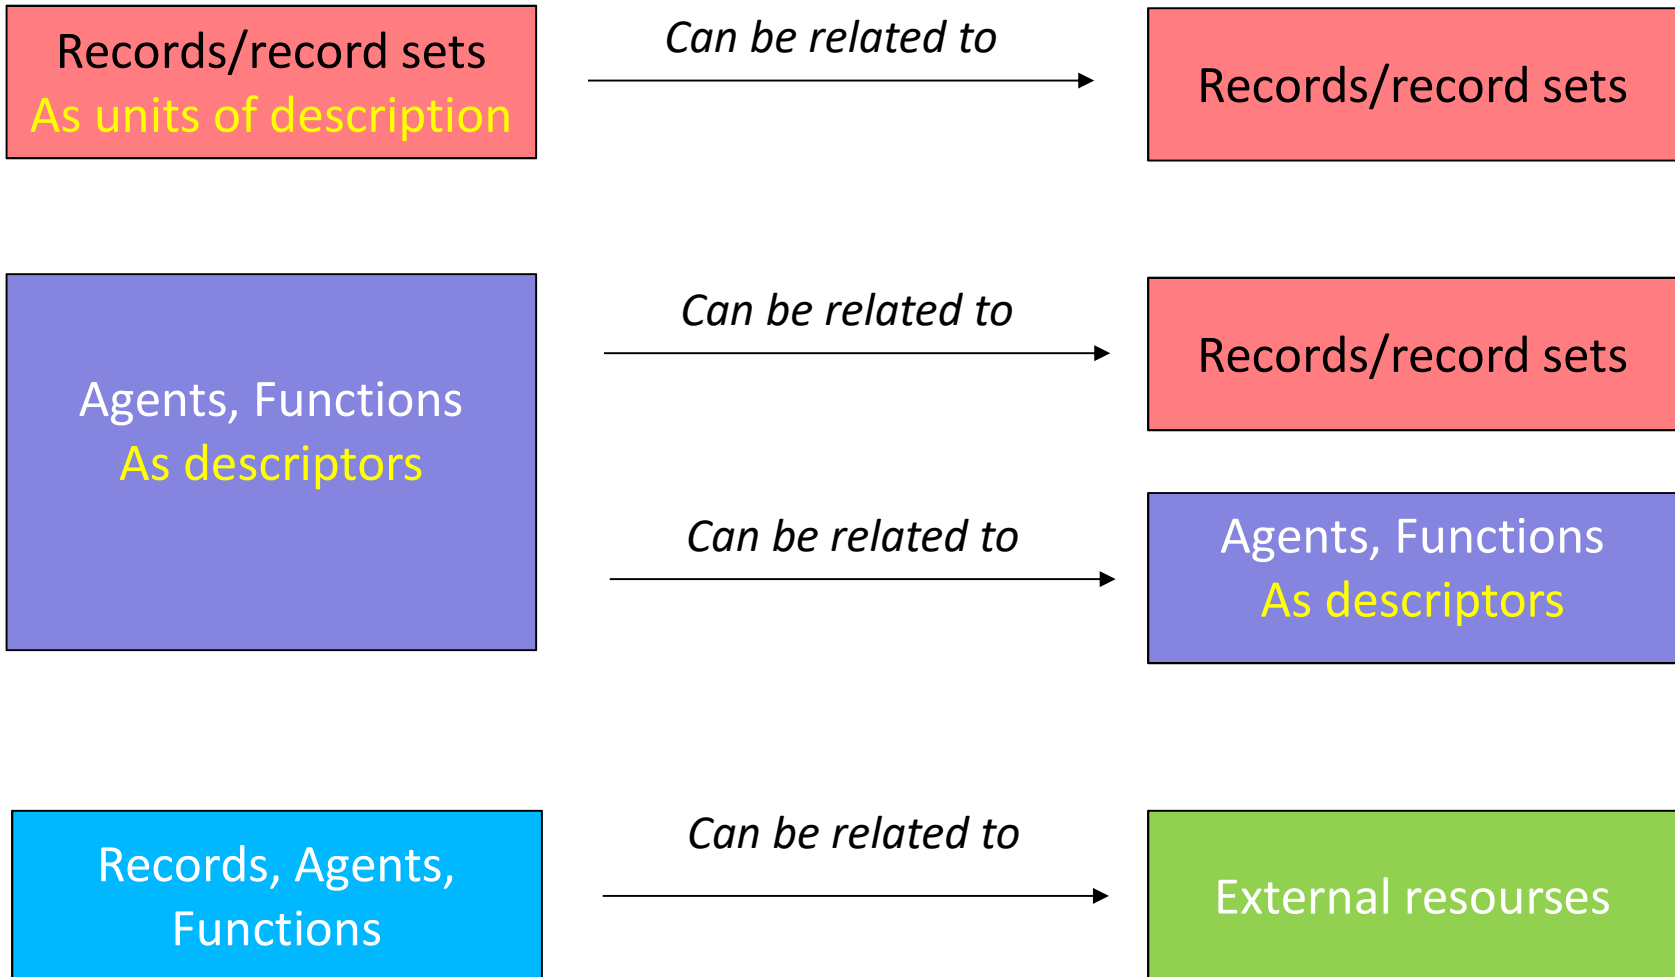 Records/record sets
As units of description
Can be related to
Records/record sets
Agents, Functions
As descriptors
Can be related to
Records/record sets
Can be related to
Agents, Functions
As descriptors
Records, Agents,
Functions
Can be related to
External resourses